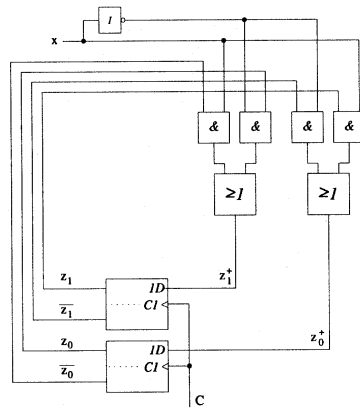 1
x
& & & &
≥1 ≥1
z₁ 1D z₁⁺
z̅₁ C1
z₀ 1D z₀⁺
z̅₀ C1
C